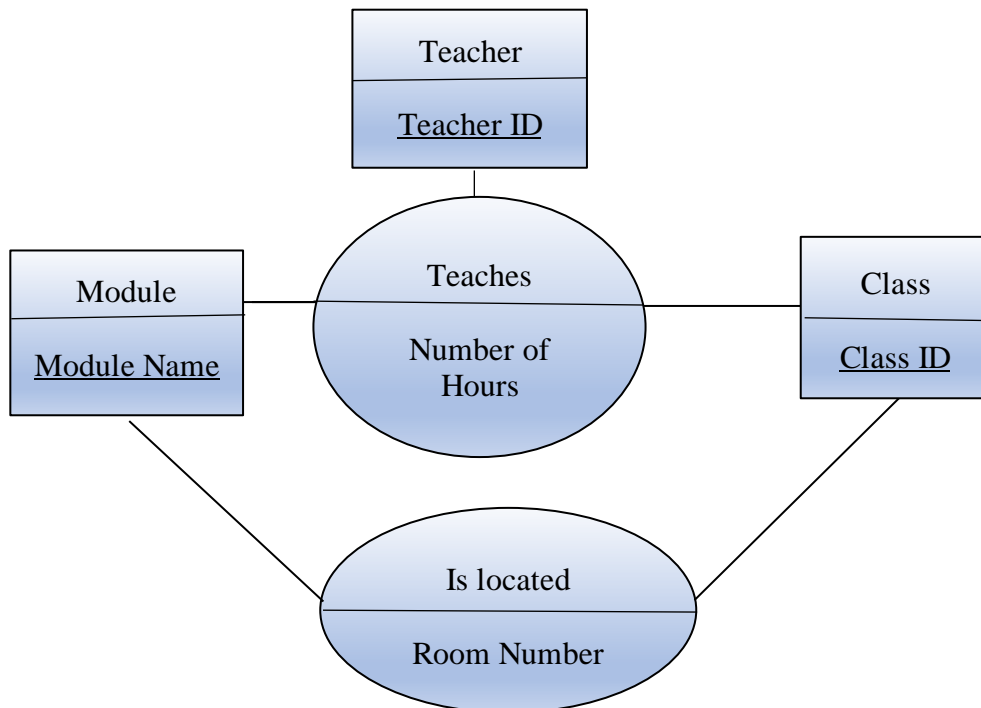 Teacher
Teacher ID
Module
Module Name
Teaches
Number of
Hours
Class
Class ID
Is located
Room Number